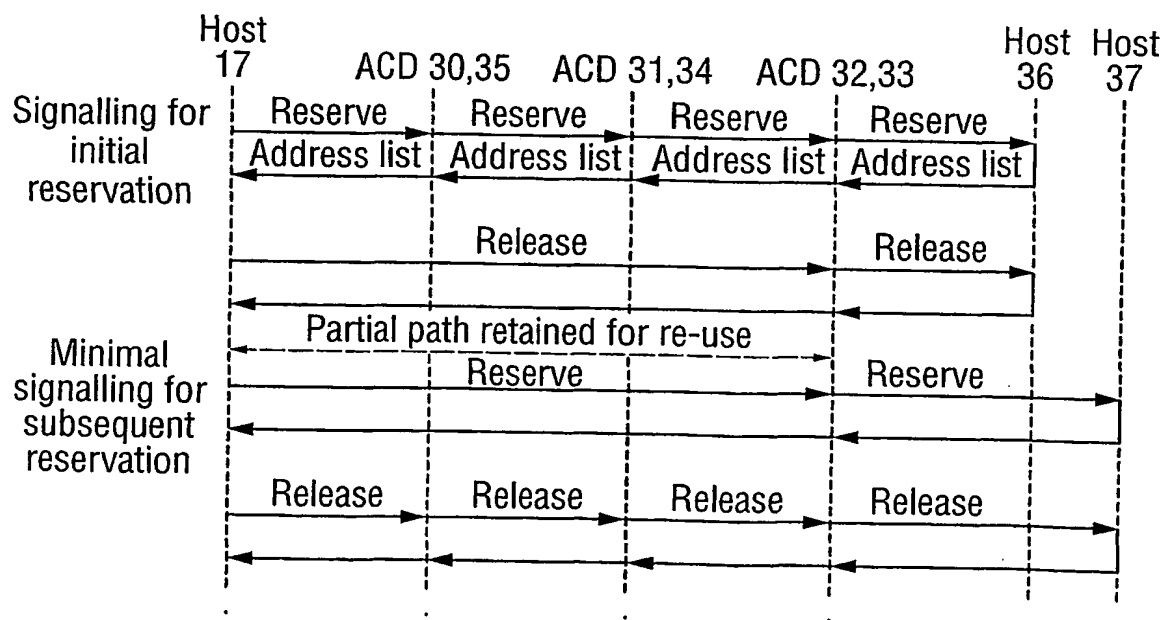 Host
17
ACD 30,35
ACD 31,34
ACD 32,33
Host
36
Host
37
Signalling for
initial
reservation
Reserve
Reserve
Reserve
Reserve
Address list
Address list
Address list
Address list
Release
Release
Partial path retained for re-use
Minimal
signalling for
subsequent
reservation
Reserve
Reserve
Release
Release
Release
Release